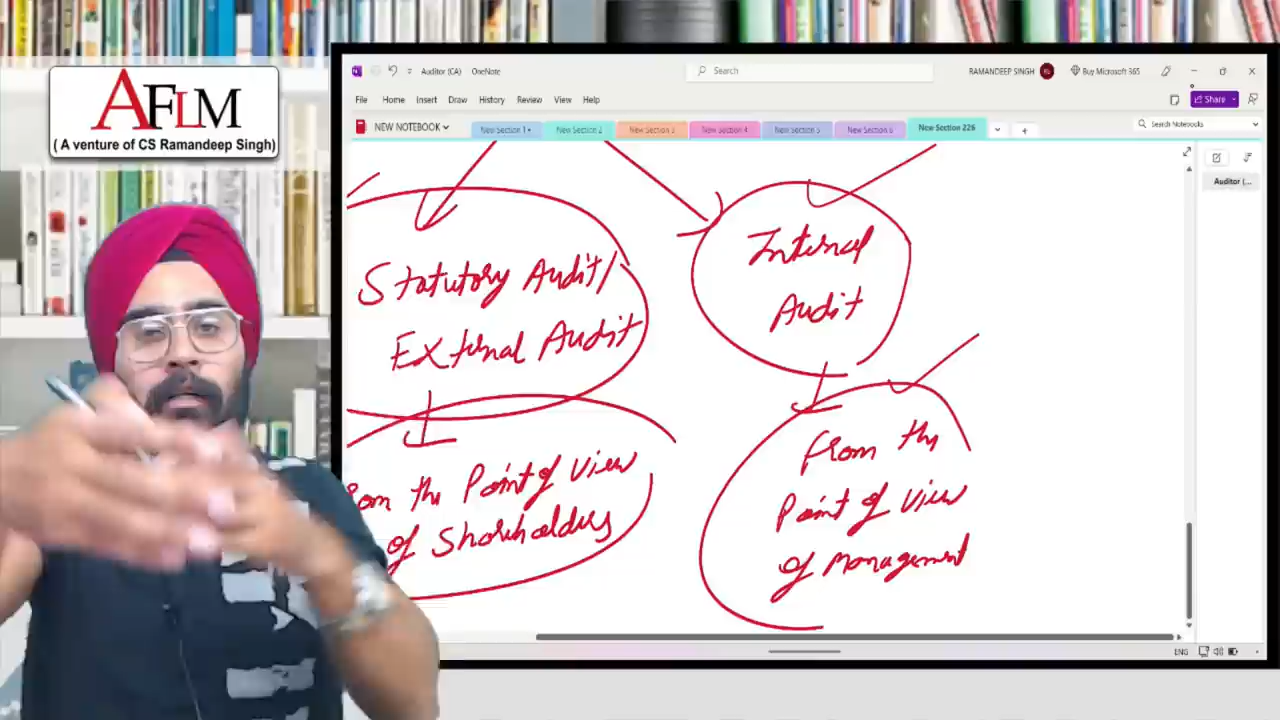 AFLM
( A venture of CS Ramandeep Singh)
Auditor (CA) OneNote
Search
RAMANDEEP SINGH
Buy Microsoft 365
File Home Insert Draw History Review View Help
Share
NEW NOTEBOOK
New Section 1
New Section 2
New Section 3
New Section 4
New Section 5
New Section 6
New Section 226
Search Notebooks
Auditor (...
Statutory Audit/
External Audit
Internal
Audit
the Point of View
of Shareholders
From the
Point of View
of Management
ENG